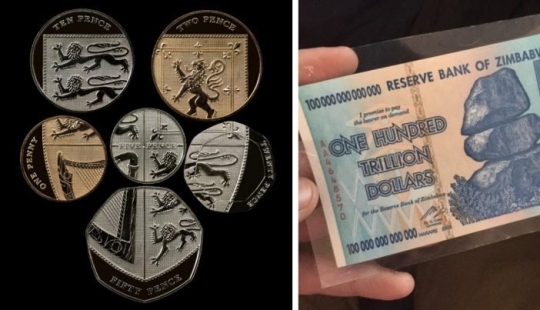 TEN PENCE
TWO PENCE
ONE PENNY
FIVE PENCE
TWENTY PENCE
FIFTY PENCE
100000000000000 RESERVE BANK OF ZIMBABW
I promise to pay
the bearer on demand
ONE HUNDRED
TRILLION
DOLLARS
for the Reserve Bank of Zimbabwe
100 000 000 000 000 HARARE